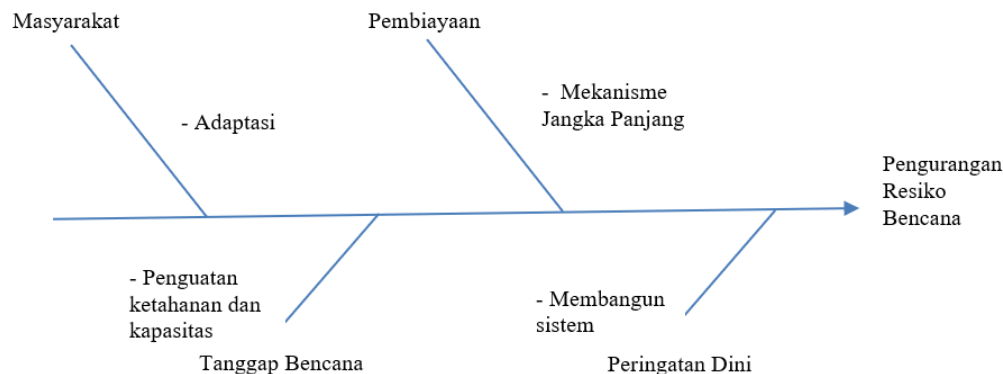 Masyarakat
Pembiayaan
- Adaptasi
- Mekanisme
Jangka Panjang
Pengurangan
Resiko
Bencana
- Penguatan
ketahanan dan
kapasitas
- Membangun
sistem
Tanggap Bencana
Peringatan Dini